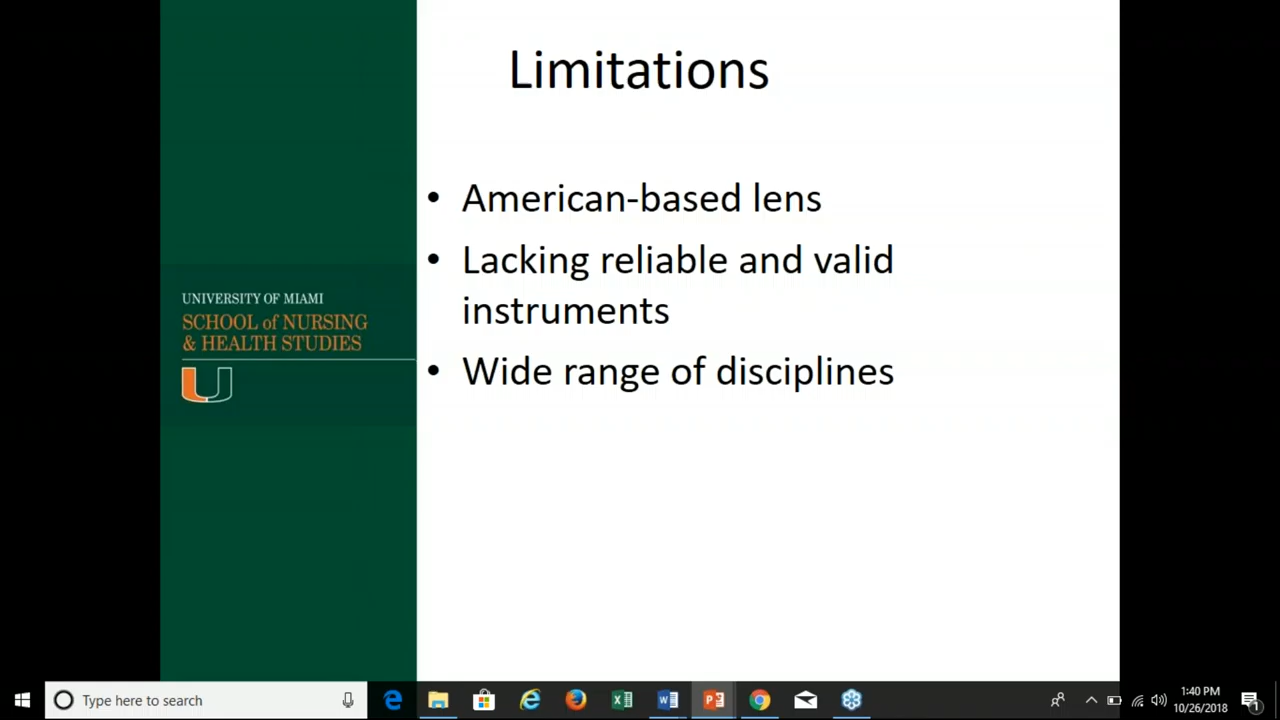 Limitations
• American-based lens
• Lacking reliable and valid
instruments
• Wide range of disciplines
UNIVERSITY OF MIAMI
SCHOOL of NURSING
& HEALTH STUDIES
Type here to search
1:40 PM
10/26/2018
1